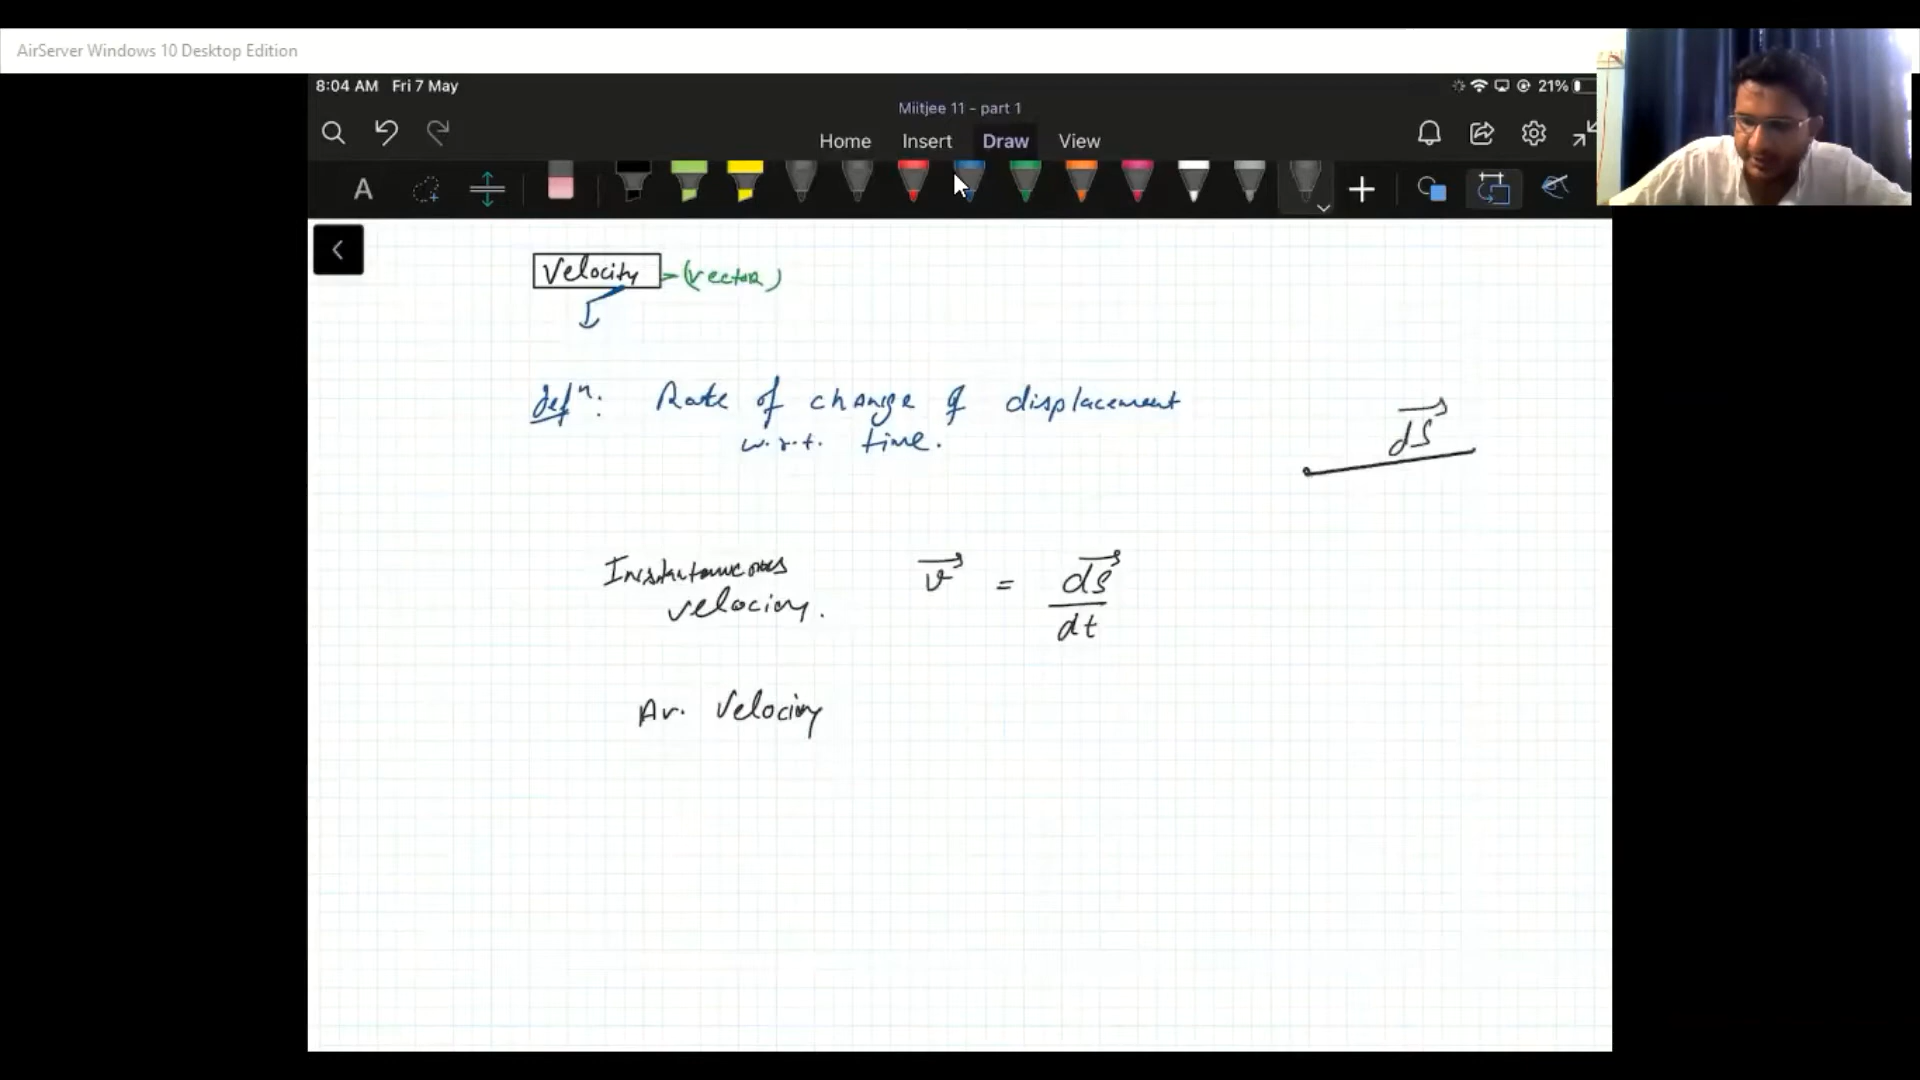 AirServer Windows 10 Desktop Edition
8:04 AM Fri 7 May
21%
Miitjee 11 - part 1
Home Insert Draw View
A
Velocity (vector)
defⁿ: Rate of change of displacement
w.r.t. time.
ds
Instantaneous
velocity.
v = ds/dt
Av. Velocity